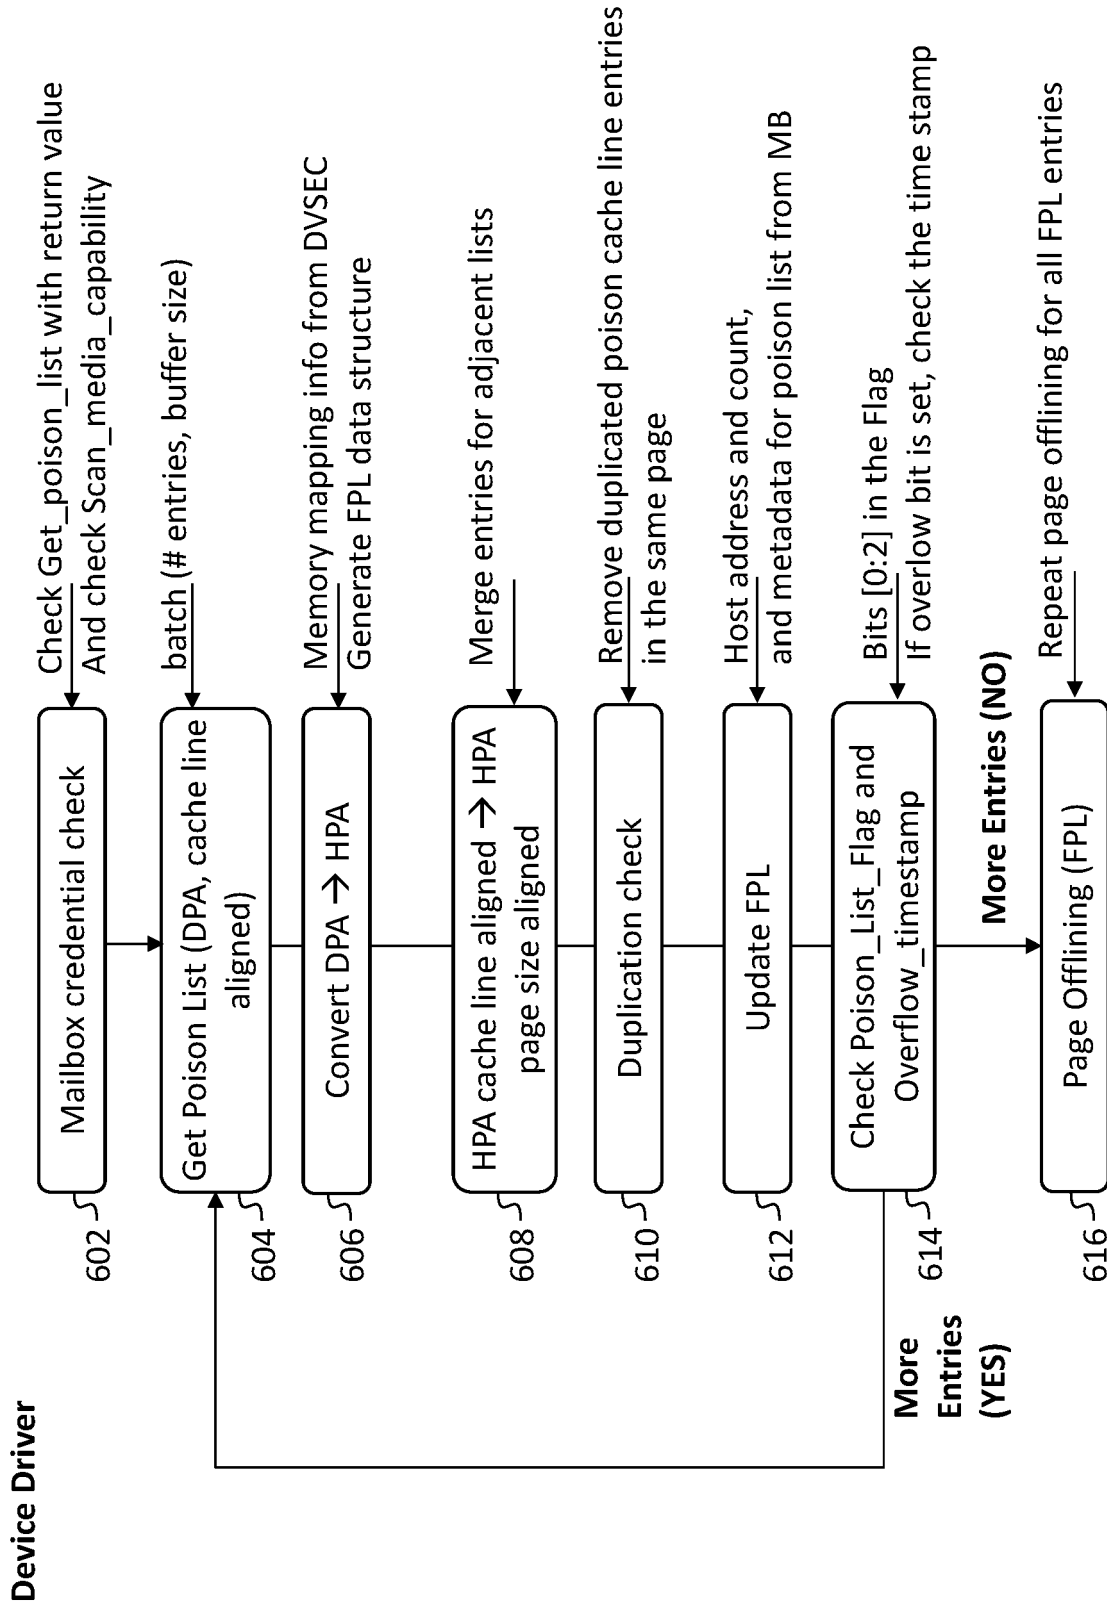 Device Driver
Mailbox credential check
602
Check Get_poison_list with return value
And check Scan_media_capability
Get Poison List (DPA, cache line
aligned)
604
batch (# entries, buffer size)
Convert DPA → HPA
606
Memory mapping info from DVSEC
Generate FPL data structure
HPA cache line aligned → HPA
page size aligned
608
Merge entries for adjacent lists
Duplication check
610
Remove duplicated poison cache line entries
in the same page
Update FPL
612
Host address and count,
and metadata for poison list from MB
Check Poison_List_Flag and
Overflow_timestamp
614
Bits [0:2] in the Flag
If overlow bit is set, check the time stamp
More
Entries
(YES)
More Entries (NO)
Page Offlining (FPL)
616
Repeat page offlining for all FPL entries